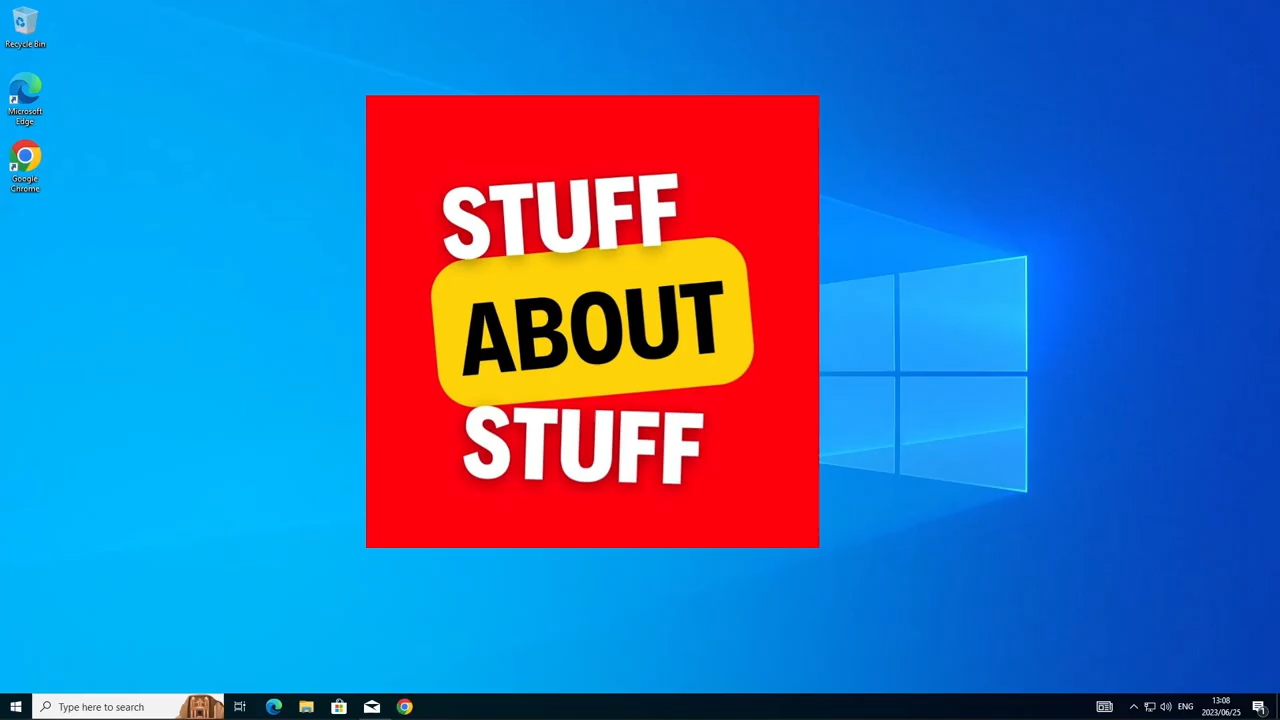 Recycle Bin
Microsoft
Edge
Google
Chrome
STUFF
ABOUT
STUFF
Type here to search
ENG
13:08
2023/06/25
1